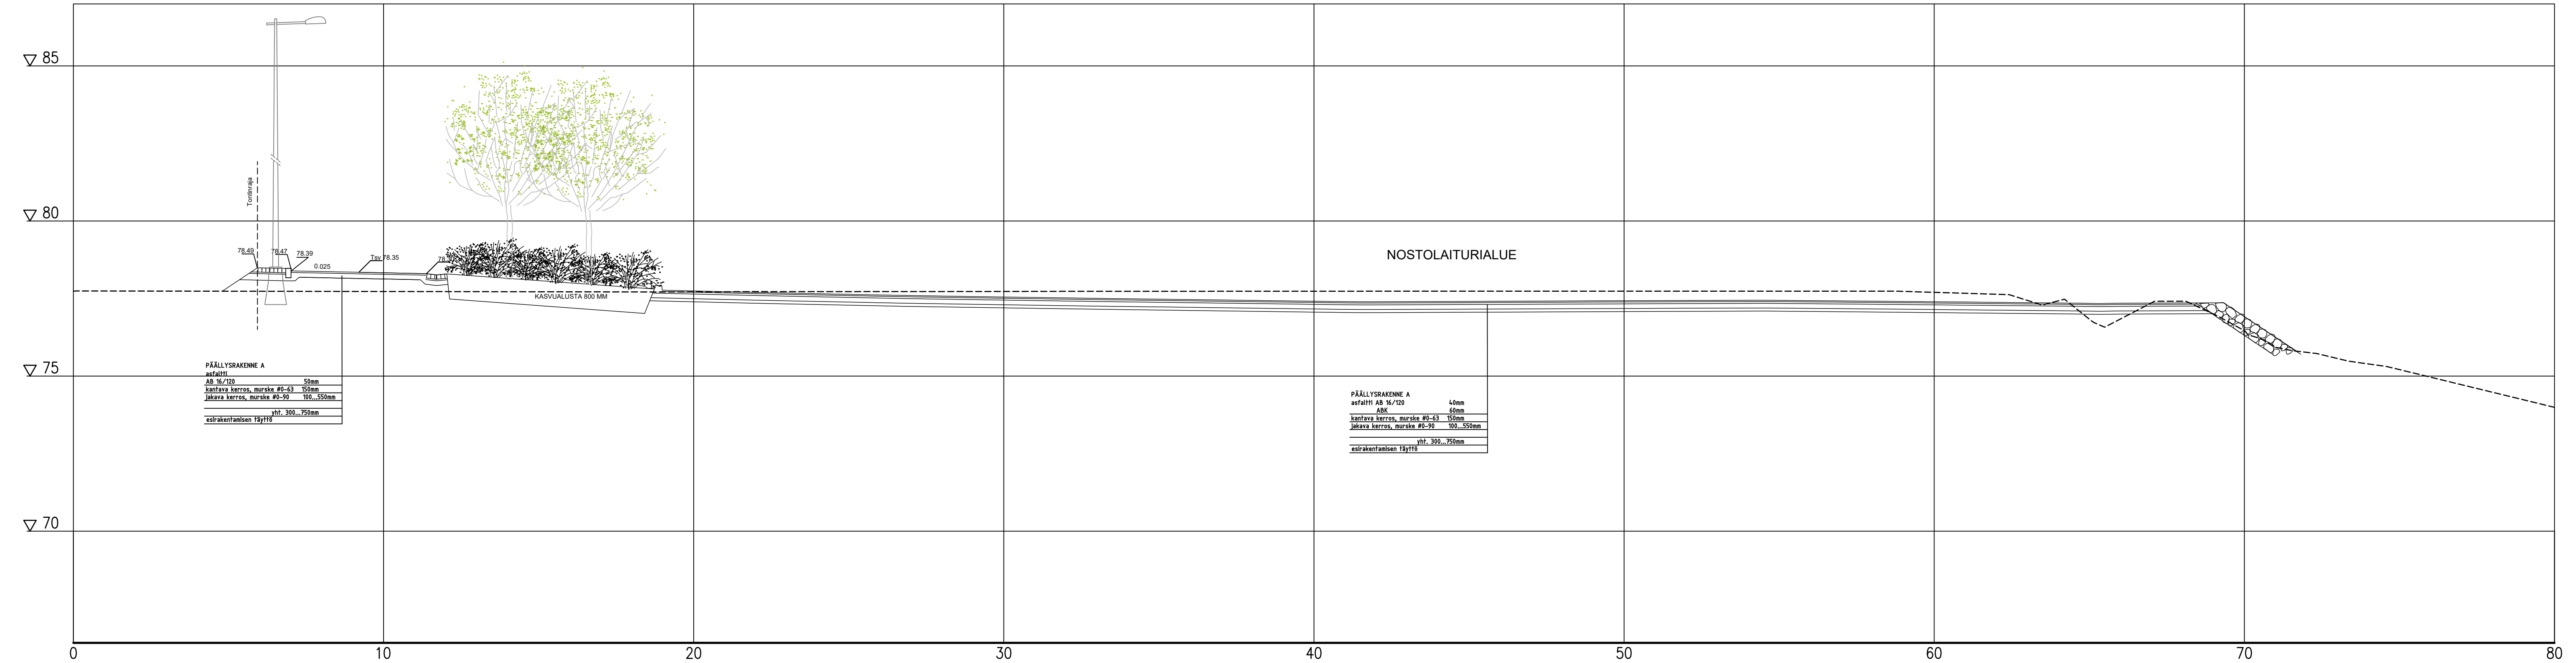 85
80
Tontinraja
78.49
78.47
78.39
0.025
Tsv 78.35
NOSTOLAITURIALUE
KASVUALUSTA 800 MM
75
PÄÄLLYSRAKENNE A
asfaltti
AB 16/120 50mm
kantava kerros, murske #0-63 150mm
jakava kerros, murske #0-90 100...550mm
yht. 300...750mm
esirakentamisen täyttö
PÄÄLLYSRAKENNE A
asfaltti AB 16/120 40mm
ABK 60mm
kantava kerros, murske #0-63 150mm
jakava kerros, murske #0-90 100...550mm
yht. 300...750mm
esirakentamisen täyttö
70
0 10 20 30 40 50 60 70 80